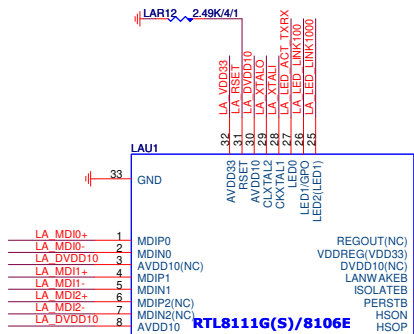 LAR12 2.49K/4/1
LA_VDD33
LA_RSET
LA_DVDD10
LA_XTALO
LA_XTALI
LA_LED_ACT_TXRX
LA_LED_LINK100
LA_LED_LINK1000
32 31 30 29 28 27 26 25
LAU1
33 GND
AVDD33
RSET
AVDD10
CLXTAL2
CKXTAL1
LED0
LED1/GPO
LED2(LED1)
LA_MDI0+ 1 MDIP0 REGOUT(NC)
LA_MDI0- 2 MDIN0 VDDREG(VDD33)
LA_DVDD10 3 AVDD10(NC) DVDD10(NC)
LA_MDI1+ 4 MDIP1 LANWAKEB
LA_MDI1- 5 MDIN1 ISOLATEB
LA_MDI2+ 6 MDIP2(NC) PERSTB
LA_MDI2- 7 MDIN2(NC) HSON
LA_DVDD10 8 AVDD10 RTL8111G(S)/8106E HSOP